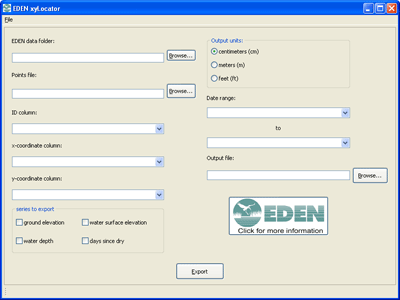 EDEN xyLocator
File
EDEN data folder:
Browse...
Points file:
Browse...
ID column:
x-coordinate column:
y-coordinate column:
series to export
ground elevation
water surface elevation
water depth
days since dry
Output units:
centimeters (cm)
meters (m)
feet (ft)
Date range:
to
Output file:
Browse...
EDEN
Click for more information
Export